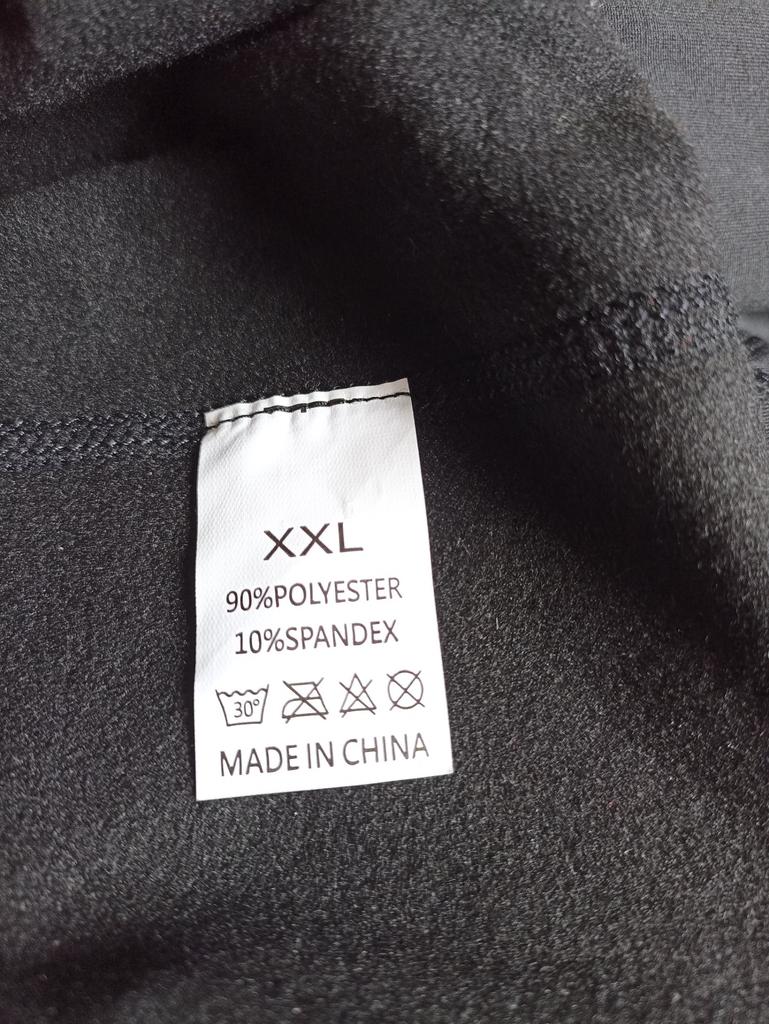 XXL
90%POLYESTER
10%SPANDEX
30°
MADE IN CHINA